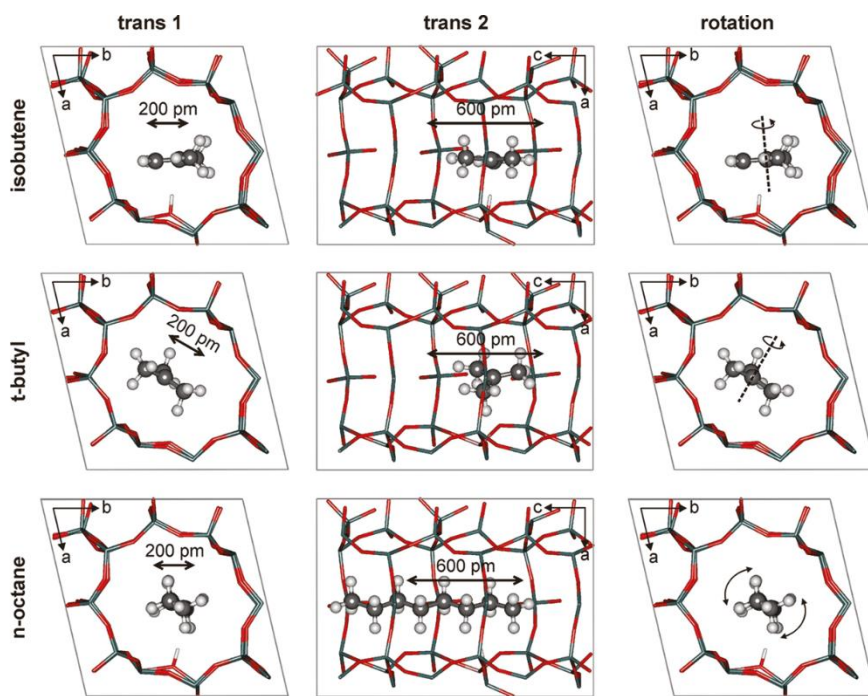 trans 1
trans 2
rotation
isobutene
b
a
200 pm
c
a
600 pm
b
a
t-butyl
b
a
200 pm
c
a
600 pm
b
a
n-octane
b
a
200 pm
c
a
600 pm
b
a